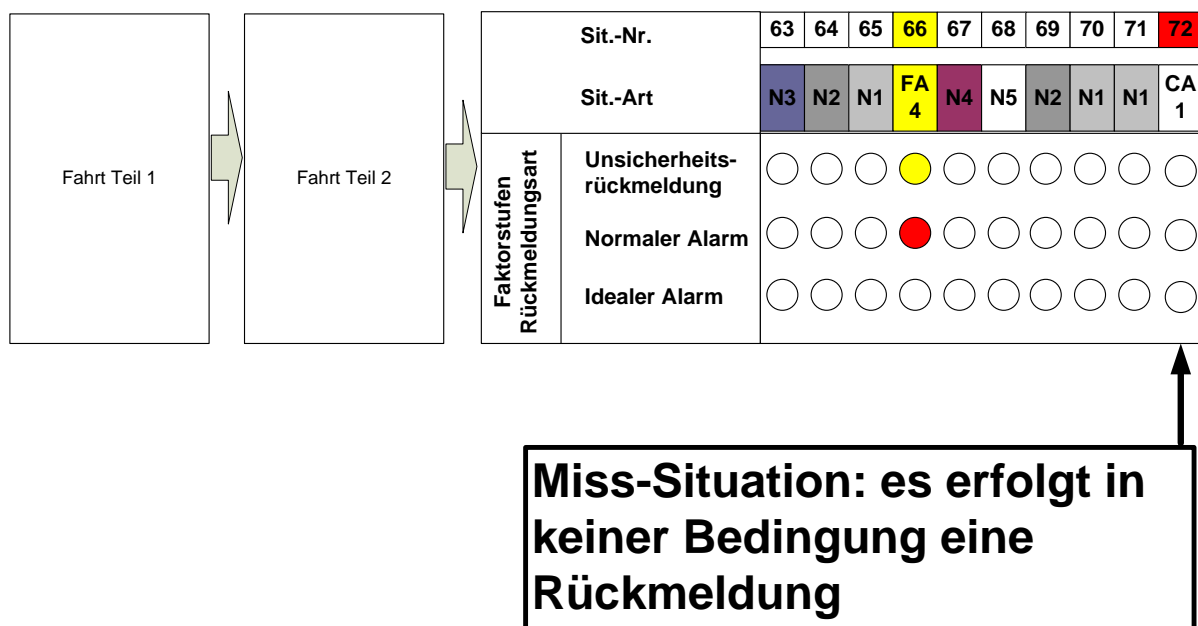 Fahrt Teil 1
Fahrt Teil 2
Sit.-Nr.
63 64 65 66 67 68 69 70 71 72
Sit.-Art
N3 N2 N1 FA 4 N4 N5 N2 N1 N1 CA 1
Faktorstufen
Rückmeldungsart
Unsicherheits-
rückmeldung
Normaler Alarm
Idealer Alarm
Miss-Situation: es erfolgt in
keiner Bedingung eine
Rückmeldung